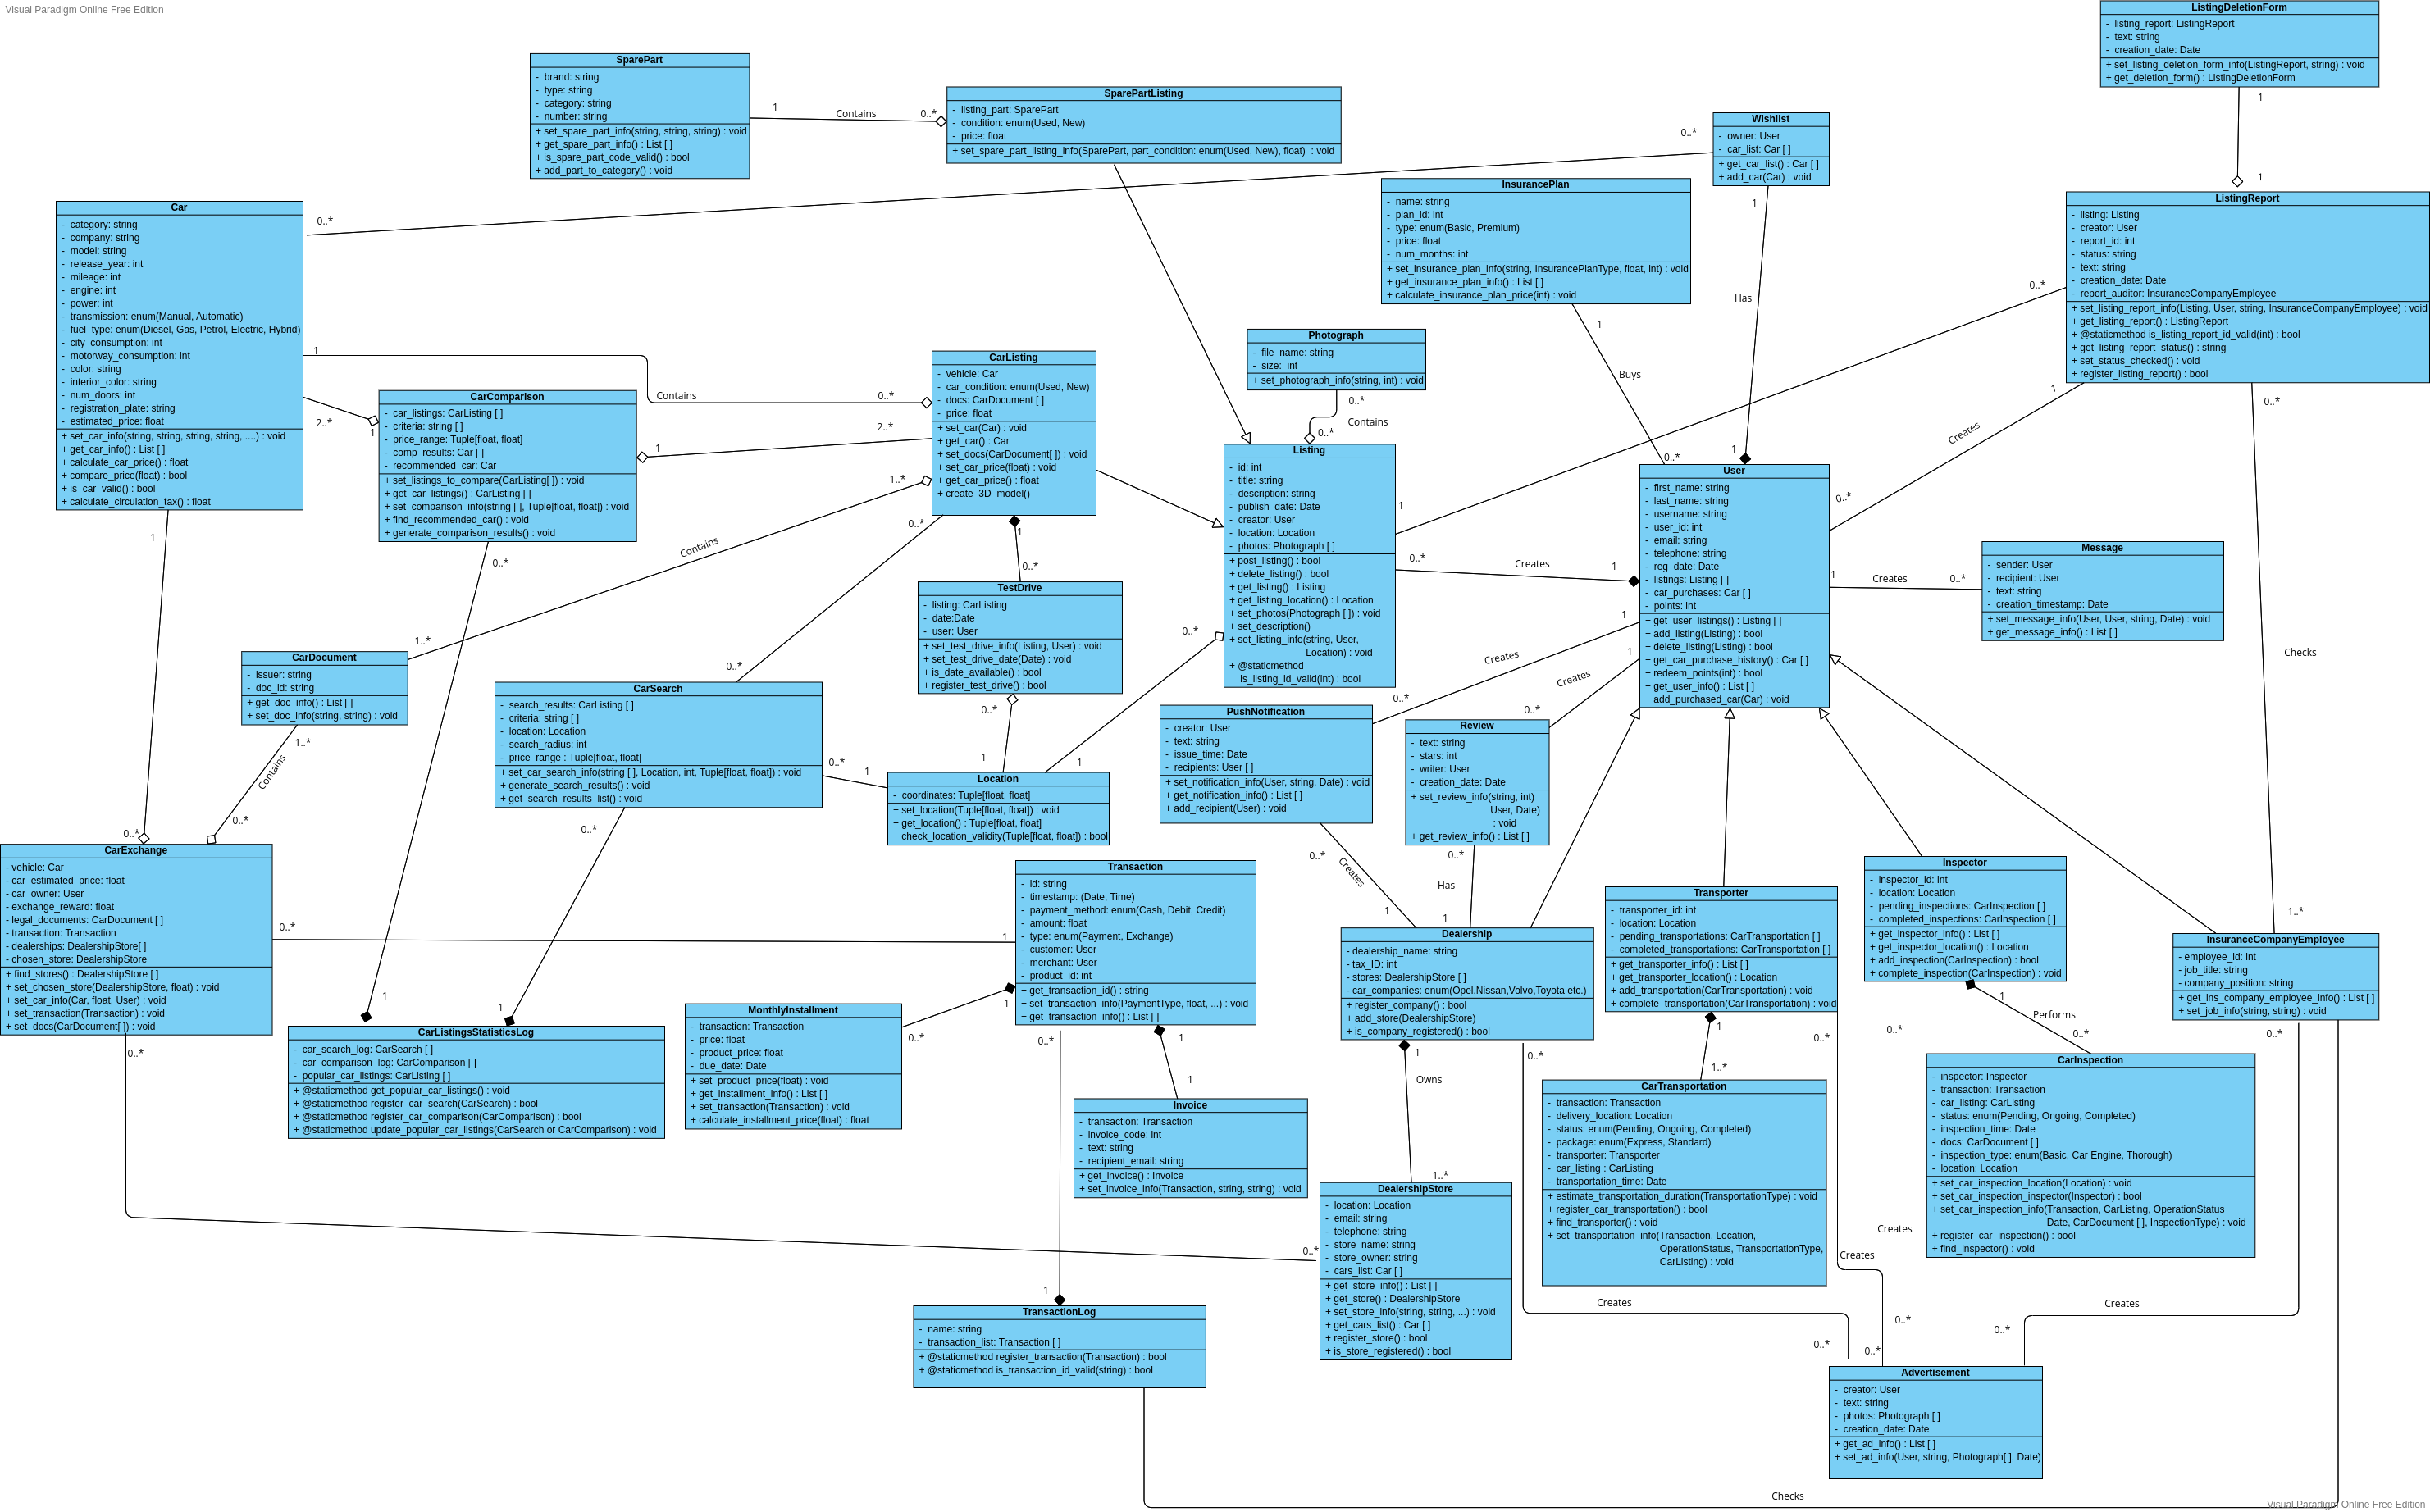 Visual Paradigm Online Free Edition
ListingDeletionForm
- listing_report: ListingReport
- text: string
- creation_date: Date
+ set_listing_deletion_form_info(ListingReport, string) : void
+ get_deletion_form() : ListingDeletionForm
1
1
SparePart
- brand: string
- type: string
- category: string
- number: string
+ set_spare_part_info(string, string, string) : void
+ get_spare_part_info() : List [ ]
+ is_spare_part_code_valid() : bool
+ add_part_to_category() : void
1
Contains
0..*
SparePartListing
- listing_part: SparePart
- condition: enum(Used, New)
- price: float
+ set_spare_part_listing_info(SparePart, part_condition: enum(Used, New), float) : void
0..*
Wishlist
- owner: User
- car_list: Car [ ]
+ get_car_list() : Car [ ]
+ add_car(Car) : void
1
Has
1
InsurancePlan
- name: string
- plan_id: int
- type: enum(Basic, Premium)
- price: float
- num_months: int
+ set_insurance_plan_info(string, InsurancePlanType, float, int) : void
+ get_insurance_plan_info() : List [ ]
+ calculate_insurance_plan_price(int) : void
1
Buys
0..*
ListingReport
- listing: Listing
- creator: User
- report_id: int
- status: string
- text: string
- creation_date: Date
- report_auditor: InsuranceCompanyEmployee
+ set_listing_report_info(Listing, User, string, InsuranceCompanyEmployee) : void
+ get_listing_report() : ListingReport
+ @staticmethod is_listing_report_id_valid(int) : bool
+ get_listing_report_status() : string
+ set_status_checked() : void
+ register_listing_report() : bool
0..*
1
Creates
0..*
0..*
Checks
1..*
Car
- category: string
- company: string
- model: string
- release_year: int
- mileage: int
- engine: int
- power: int
- transmission: enum(Manual, Automatic)
- fuel_type: enum(Diesel, Gas, Petrol, Electric, Hybrid)
- city_consumption: int
- motorway_consumption: int
- color: string
- interior_color: string
- num_doors: int
- registration_plate: string
- estimated_price: float
+ set_car_info(string, string, string, string, ....) : void
+ get_car_info() : List [ ]
+ calculate_car_price() : float
+ compare_price(float) : bool
+ is_car_valid() : bool
+ calculate_circulation_tax() : float
0..*
1
Contains
0..*
2..*
1
1
CarComparison
- car_listings: CarListing [ ]
- criteria: string [ ]
- price_range: Tuple[float, float]
- comp_results: Car [ ]
- recommended_car: Car
+ set_listings_to_compare(CarListing[ ]) : void
+ get_car_listings() : CarListing [ ]
+ set_comparison_info(string [ ], Tuple[float, float]) : void
+ find_recommended_car() : void
+ generate_comparison_results() : void
1
2..*
0..*
CarListing
- vehicle: Car
- car_condition: enum(Used, New)
- docs: CarDocument [ ]
- price: float
+ set_car(Car) : void
+ get_car() : Car
+ set_docs(CarDocument[ ]) : void
+ set_car_price(float) : void
+ get_car_price() : float
+ create_3D_model()
1..*
Contains
1..*
0..*
0..*
1
0..*
Photograph
- file_name: string
- size: int
+ set_photograph_info(string, int) : void
0..*
Contains
0..*
Listing
- id: int
- title: string
- description: string
- publish_date: Date
- creator: User
- location: Location
- photos: Photograph [ ]
+ post_listing() : bool
+ delete_listing() : bool
+ get_listing() : Listing
+ get_listing_location() : Location
+ set_photos(Photograph [ ]) : void
+ set_description()
+ set_listing_info(string, User,
Location) : void
+ @staticmethod
is_listing_id_valid(int) : bool
1
0..*
Creates
1
0..*
1
User
- first_name: string
- last_name: string
- username: string
- user_id: int
- email: string
- telephone: string
- reg_date: Date
- listings: Listing [ ]
- car_purchases: Car [ ]
- points: int
+ get_user_listings() : Listing [ ]
+ add_listing(Listing) : bool
+ delete_listing(Listing) : bool
+ get_car_purchase_history() : Car [ ]
+ redeem_points(int) : bool
+ get_user_info() : List [ ]
+ add_purchased_car(Car) : void
1
Creates
0..*
Message
- sender: User
- recipient: User
- text: string
- creation_timestamp: Date
+ set_message_info(User, User, string, Date) : void
+ get_message_info() : List [ ]
TestDrive
- listing: CarListing
- date:Date
- user: User
+ set_test_drive_info(Listing, User) : void
+ set_test_drive_date(Date) : void
+ is_date_available() : bool
+ register_test_drive() : bool
0..*
1
CarDocument
- issuer: string
- doc_id: string
+ get_doc_info() : List [ ]
+ set_doc_info(string, string) : void
1..*
Contains
0..*
0..*
CarSearch
- search_results: CarListing [ ]
- criteria: string [ ]
- location: Location
- search_radius: int
- price_range : Tuple[float, float]
+ set_car_search_info(string [ ], Location, int, Tuple[float, float]) : void
+ generate_search_results() : void
+ get_search_results_list() : void
0..*
1
0..*
1
Location
- coordinates: Tuple[float, float]
+ set_location(Tuple[float, float]) : void
+ get_location() : Tuple[float, float]
+ check_location_validity(Tuple[float, float]) : bool
1
Creates
0..*
PushNotification
- creator: User
- text: string
- issue_time: Date
- recipients: User [ ]
+ set_notification_info(User, string, Date) : void
+ get_notification_info() : List [ ]
+ add_recipient(User) : void
0..*
Creates
1
1
Creates
0..*
Review
- text: string
- stars: int
- writer: User
- creation_date: Date
+ set_review_info(string, int)
User, Date)
: void
+ get_review_info() : List [ ]
0..*
Has
1
CarExchange
- vehicle: Car
- car_estimated_price: float
- car_owner: User
- exchange_reward: float
- legal_documents: CarDocument [ ]
- transaction: Transaction
- dealerships: DealershipStore[ ]
- chosen_store: DealershipStore
+ find_stores() : DealershipStore [ ]
+ set_chosen_store(DealershipStore, float) : void
+ set_car_info(Car, float, User) : void
+ set_transaction(Transaction) : void
+ set_docs(CarDocument[ ]) : void
0..*
1
0..*
0..*
Transaction
- id: string
- timestamp: (Date, Time)
- payment_method: enum(Cash, Debit, Credit)
- amount: float
- type: enum(Payment, Exchange)
- customer: User
- merchant: User
- product_id: int
+ get_transaction_id() : string
+ set_transaction_info(PaymentType, float, ...) : void
+ get_transaction_info() : List [ ]
1
0..*
0..*
1
1
1
Dealership
- dealership_name: string
- tax_ID: int
- stores: DealershipStore [ ]
- car_companies: enum(Opel,Nissan,Volvo,Toyota etc.)
+ register_company() : bool
+ add_store(DealershipStore)
+ is_company_registered() : bool
1
Owns
1..*
0..*
Creates
0..*
Transporter
- transporter_id: int
- location: Location
- pending_transportations: CarTransportation [ ]
- completed_transportations: CarTransportation [ ]
+ get_transporter_info() : List [ ]
+ get_transporter_location() : Location
+ add_transportation(CarTransportation) : void
+ complete_transportation(CarTransportation) : void
1
1..*
0..*
Creates
0..*
Inspector
- inspector_id: int
- location: Location
- pending_inspections: CarInspection [ ]
- completed_inspections: CarInspection [ ]
+ get_inspector_info() : List [ ]
+ get_inspector_location() : Location
+ add_inspection(CarInspection) : bool
+ complete_inspection(CarInspection) : void
1
Performs
0..*
0..*
Creates
0..*
InsuranceCompanyEmployee
- employee_id: int
- job_title: string
- company_position: string
+ get_ins_company_employee_info() : List [ ]
+ set_job_info(string, string) : void
0..*
Creates
0..*
CarListingsStatisticsLog
- car_search_log: CarSearch [ ]
- car_comparison_log: CarComparison [ ]
- popular_car_listings: CarListing [ ]
+ @staticmethod get_popular_car_listings() : void
+ @staticmethod register_car_search(CarSearch) : bool
+ @staticmethod register_car_comparison(CarComparison) : bool
+ @staticmethod update_popular_car_listings(CarSearch or CarComparison) : void
1
1
MonthlyInstallment
- transaction: Transaction
- price: float
- product_price: float
- due_date: Date
+ set_product_price(float) : void
+ get_installment_info() : List [ ]
+ set_transaction(Transaction) : void
+ calculate_installment_price(float) : float
Invoice
- transaction: Transaction
- invoice_code: int
- text: string
- recipient_email: string
+ get_invoice() : Invoice
+ set_invoice_info(Transaction, string, string) : void
CarTransportation
- transaction: Transaction
- delivery_location: Location
- status: enum(Pending, Ongoing, Completed)
- package: enum(Express, Standard)
- transporter: Transporter
- car_listing : CarListing
- transportation_time: Date
+ estimate_transportation_duration(TransportationType) : void
+ register_car_transportation() : bool
+ find_transporter() : void
+ set_transportation_info(Transaction, Location,
OperationStatus, TransportationType,
CarListing) : void
CarInspection
- inspector: Inspector
- transaction: Transaction
- car_listing: CarListing
- status: enum(Pending, Ongoing, Completed)
- inspection_time: Date
- docs: CarDocument [ ]
- inspection_type: enum(Basic, Car Engine, Thorough)
- location: Location
+ set_car_inspection_location(Location) : void
+ set_car_inspection_inspector(Inspector) : bool
+ set_car_inspection_info(Transaction, CarListing, OperationStatus
Date, CarDocument [ ], InspectionType) : void
+ register_car_inspection() : bool
+ find_inspector() : void
DealershipStore
- location: Location
- email: string
- telephone: string
- store_name: string
- store_owner: string
- cars_list: Car [ ]
+ get_store_info() : List [ ]
+ get_store() : DealershipStore
+ set_store_info(string, string, ...) : void
+ get_cars_list() : Car [ ]
+ register_store() : bool
+ is_store_registered() : bool
0..*
1
TransactionLog
- name: string
- transaction_list: Transaction [ ]
+ @staticmethod register_transaction(Transaction) : bool
+ @staticmethod is_transaction_id_valid(string) : bool
Advertisement
- creator: User
- text: string
- photos: Photograph [ ]
- creation_date: Date
+ get_ad_info() : List [ ]
+ set_ad_info(User, string, Photograph[ ], Date)
Checks
Visual Paradigm Online Free Edition